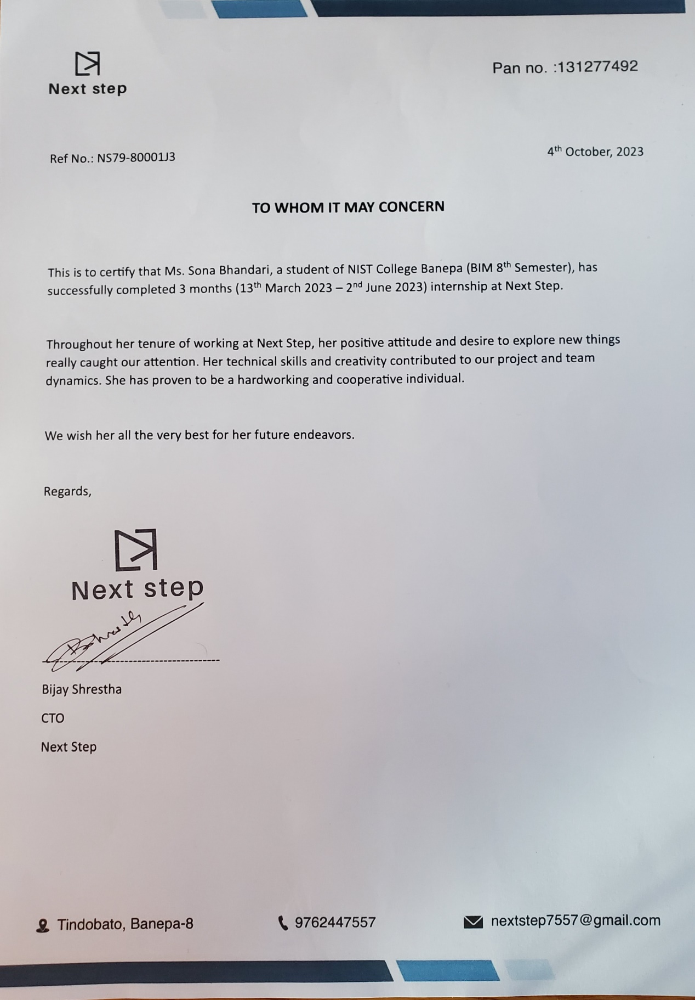 Next step
Pan no. :131277492
Ref No.: NS79-80001J3
4th October, 2023
TO WHOM IT MAY CONCERN
This is to certify that Ms. Sona Bhandari, a student of NIST College Banepa (BIM 8th Semester), has
successfully completed 3 months (13th March 2023 – 2nd June 2023) internship at Next Step.
Throughout her tenure of working at Next Step, her positive attitude and desire to explore new things
really caught our attention. Her technical skills and creativity contributed to our project and team
dynamics. She has proven to be a hardworking and cooperative individual.
We wish her all the very best for her future endeavors.
Regards,
Next step
Bijay Shrestha
CTO
Next Step
Tindobato, Banepa-8
9762447557
nextstep7557@gmail.com